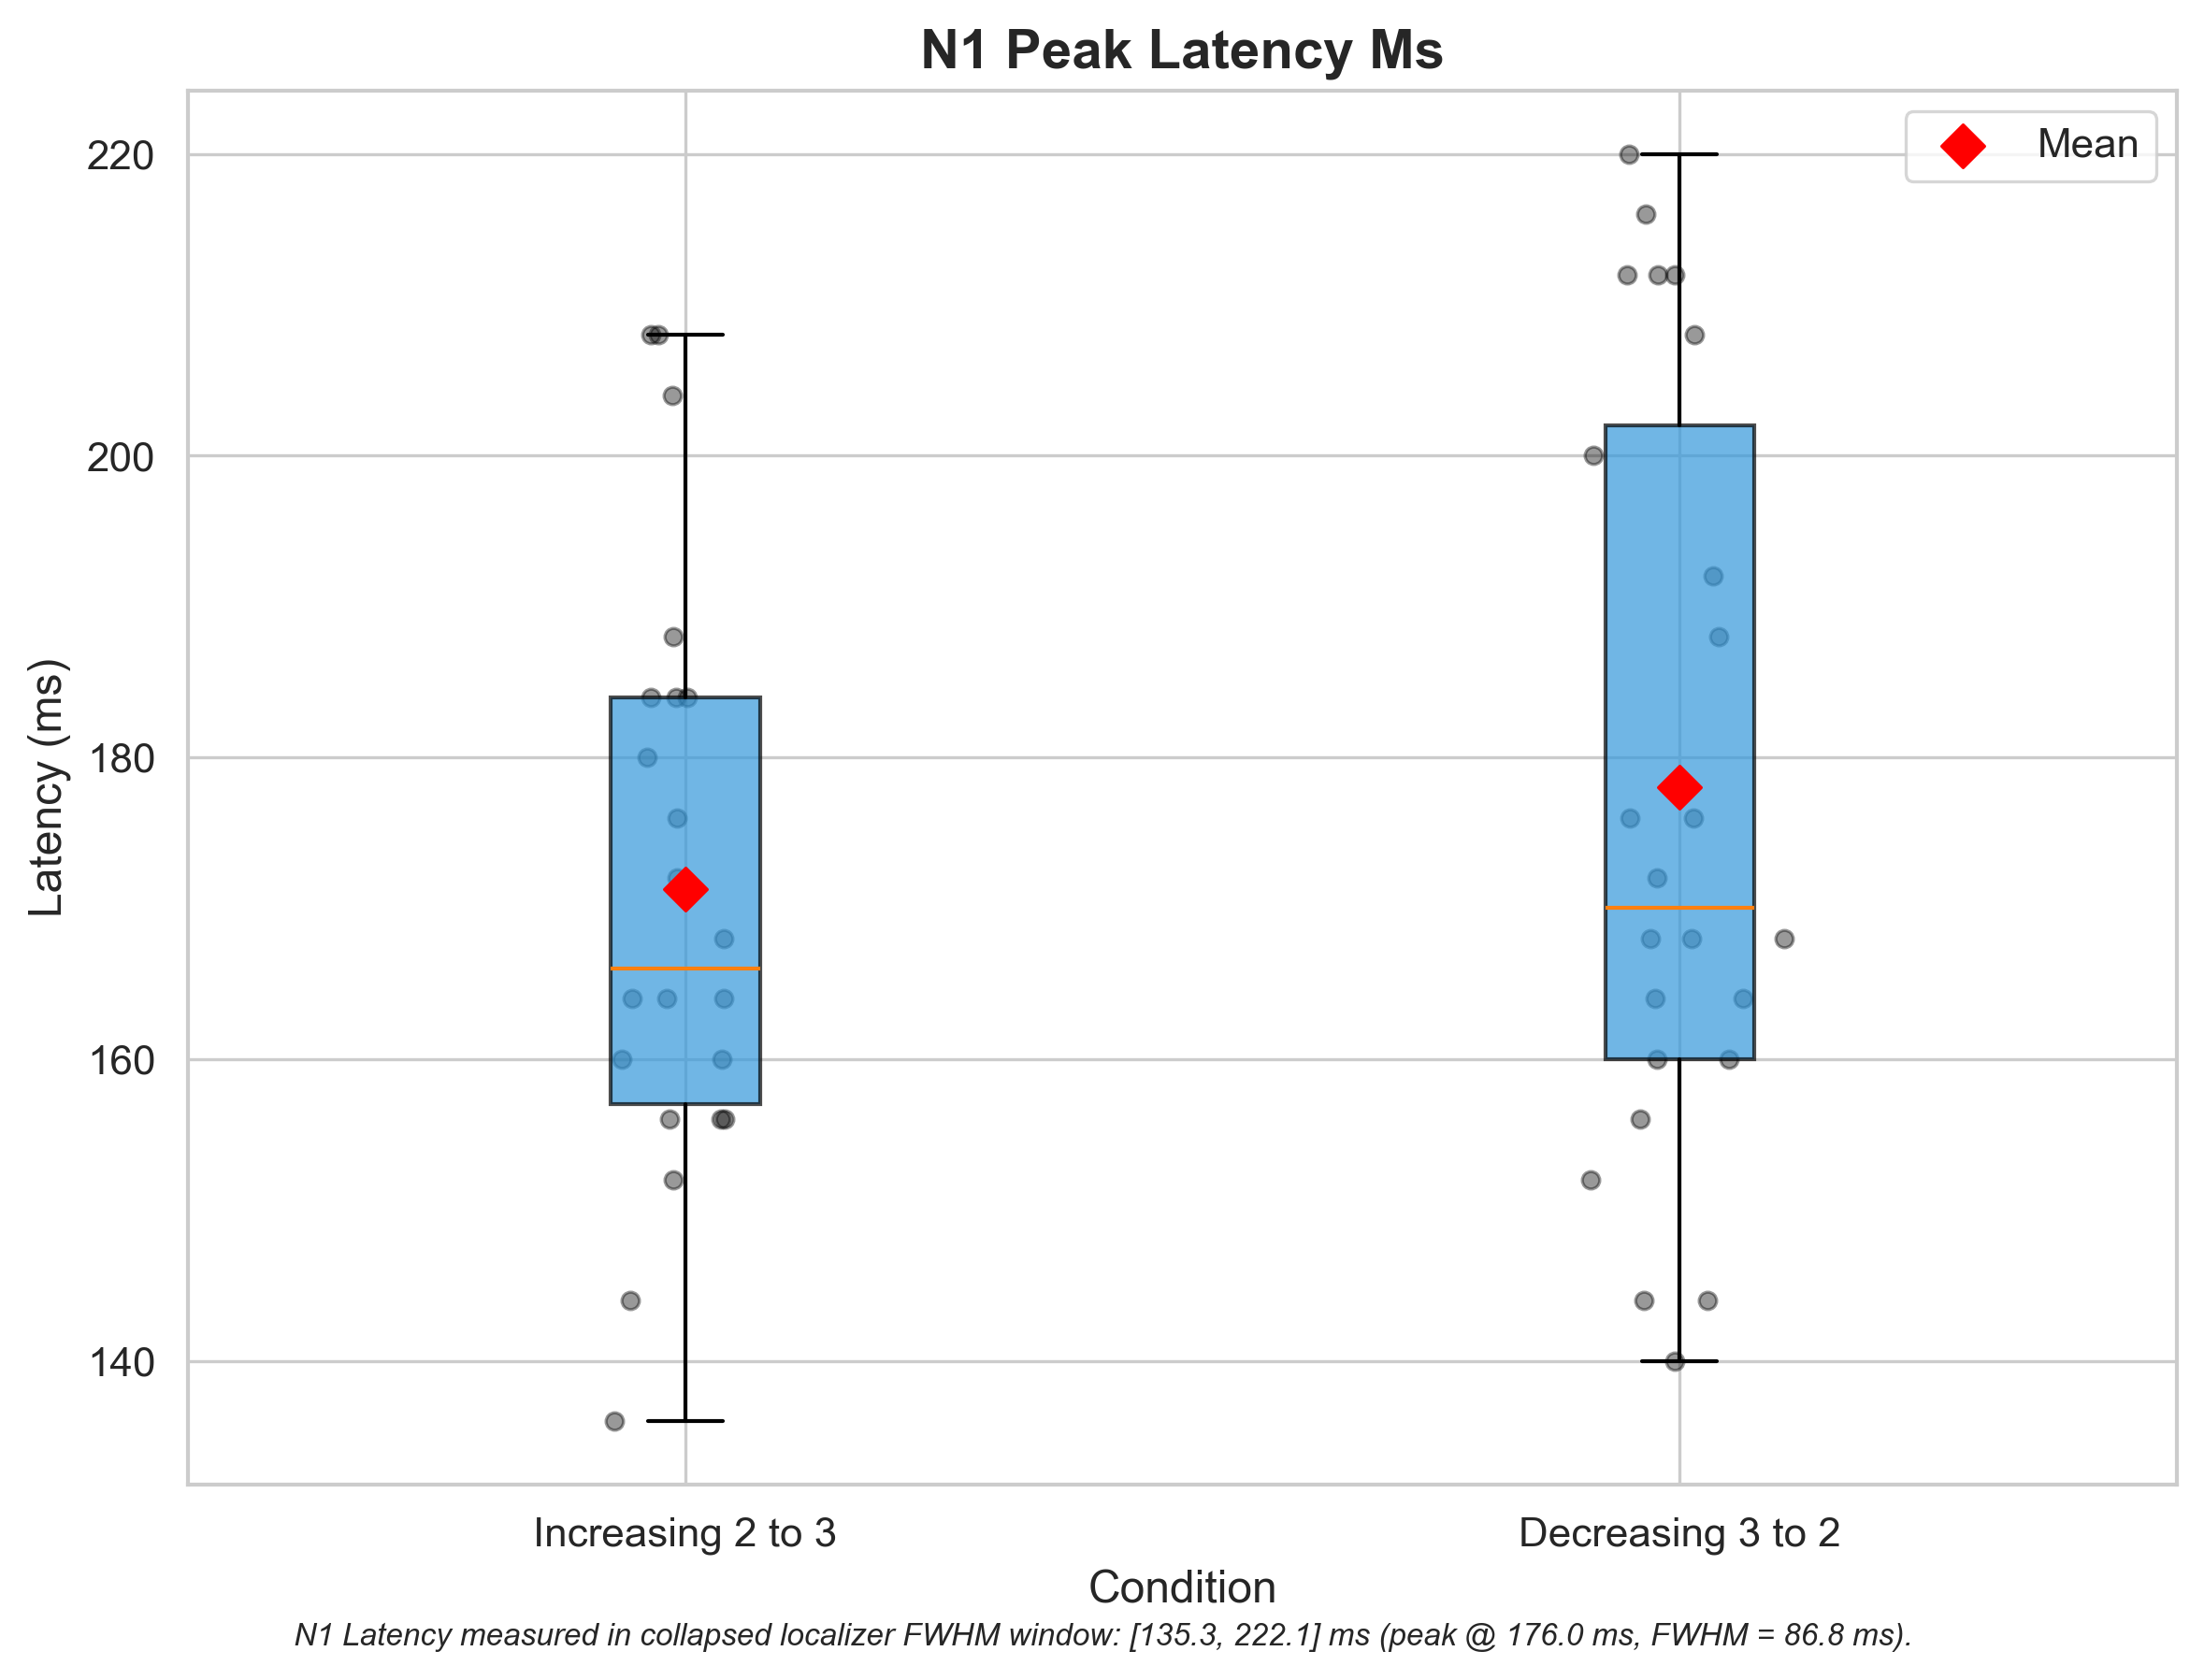 N1 Peak Latency Ms
Mean
Latency (ms)
220
200
180
160
140
Increasing 2 to 3
Decreasing 3 to 2
Condition
N1 Latency measured in collapsed localizer FWHM window: [135.3, 222.1] ms (peak @ 176.0 ms, FWHM = 86.8 ms).